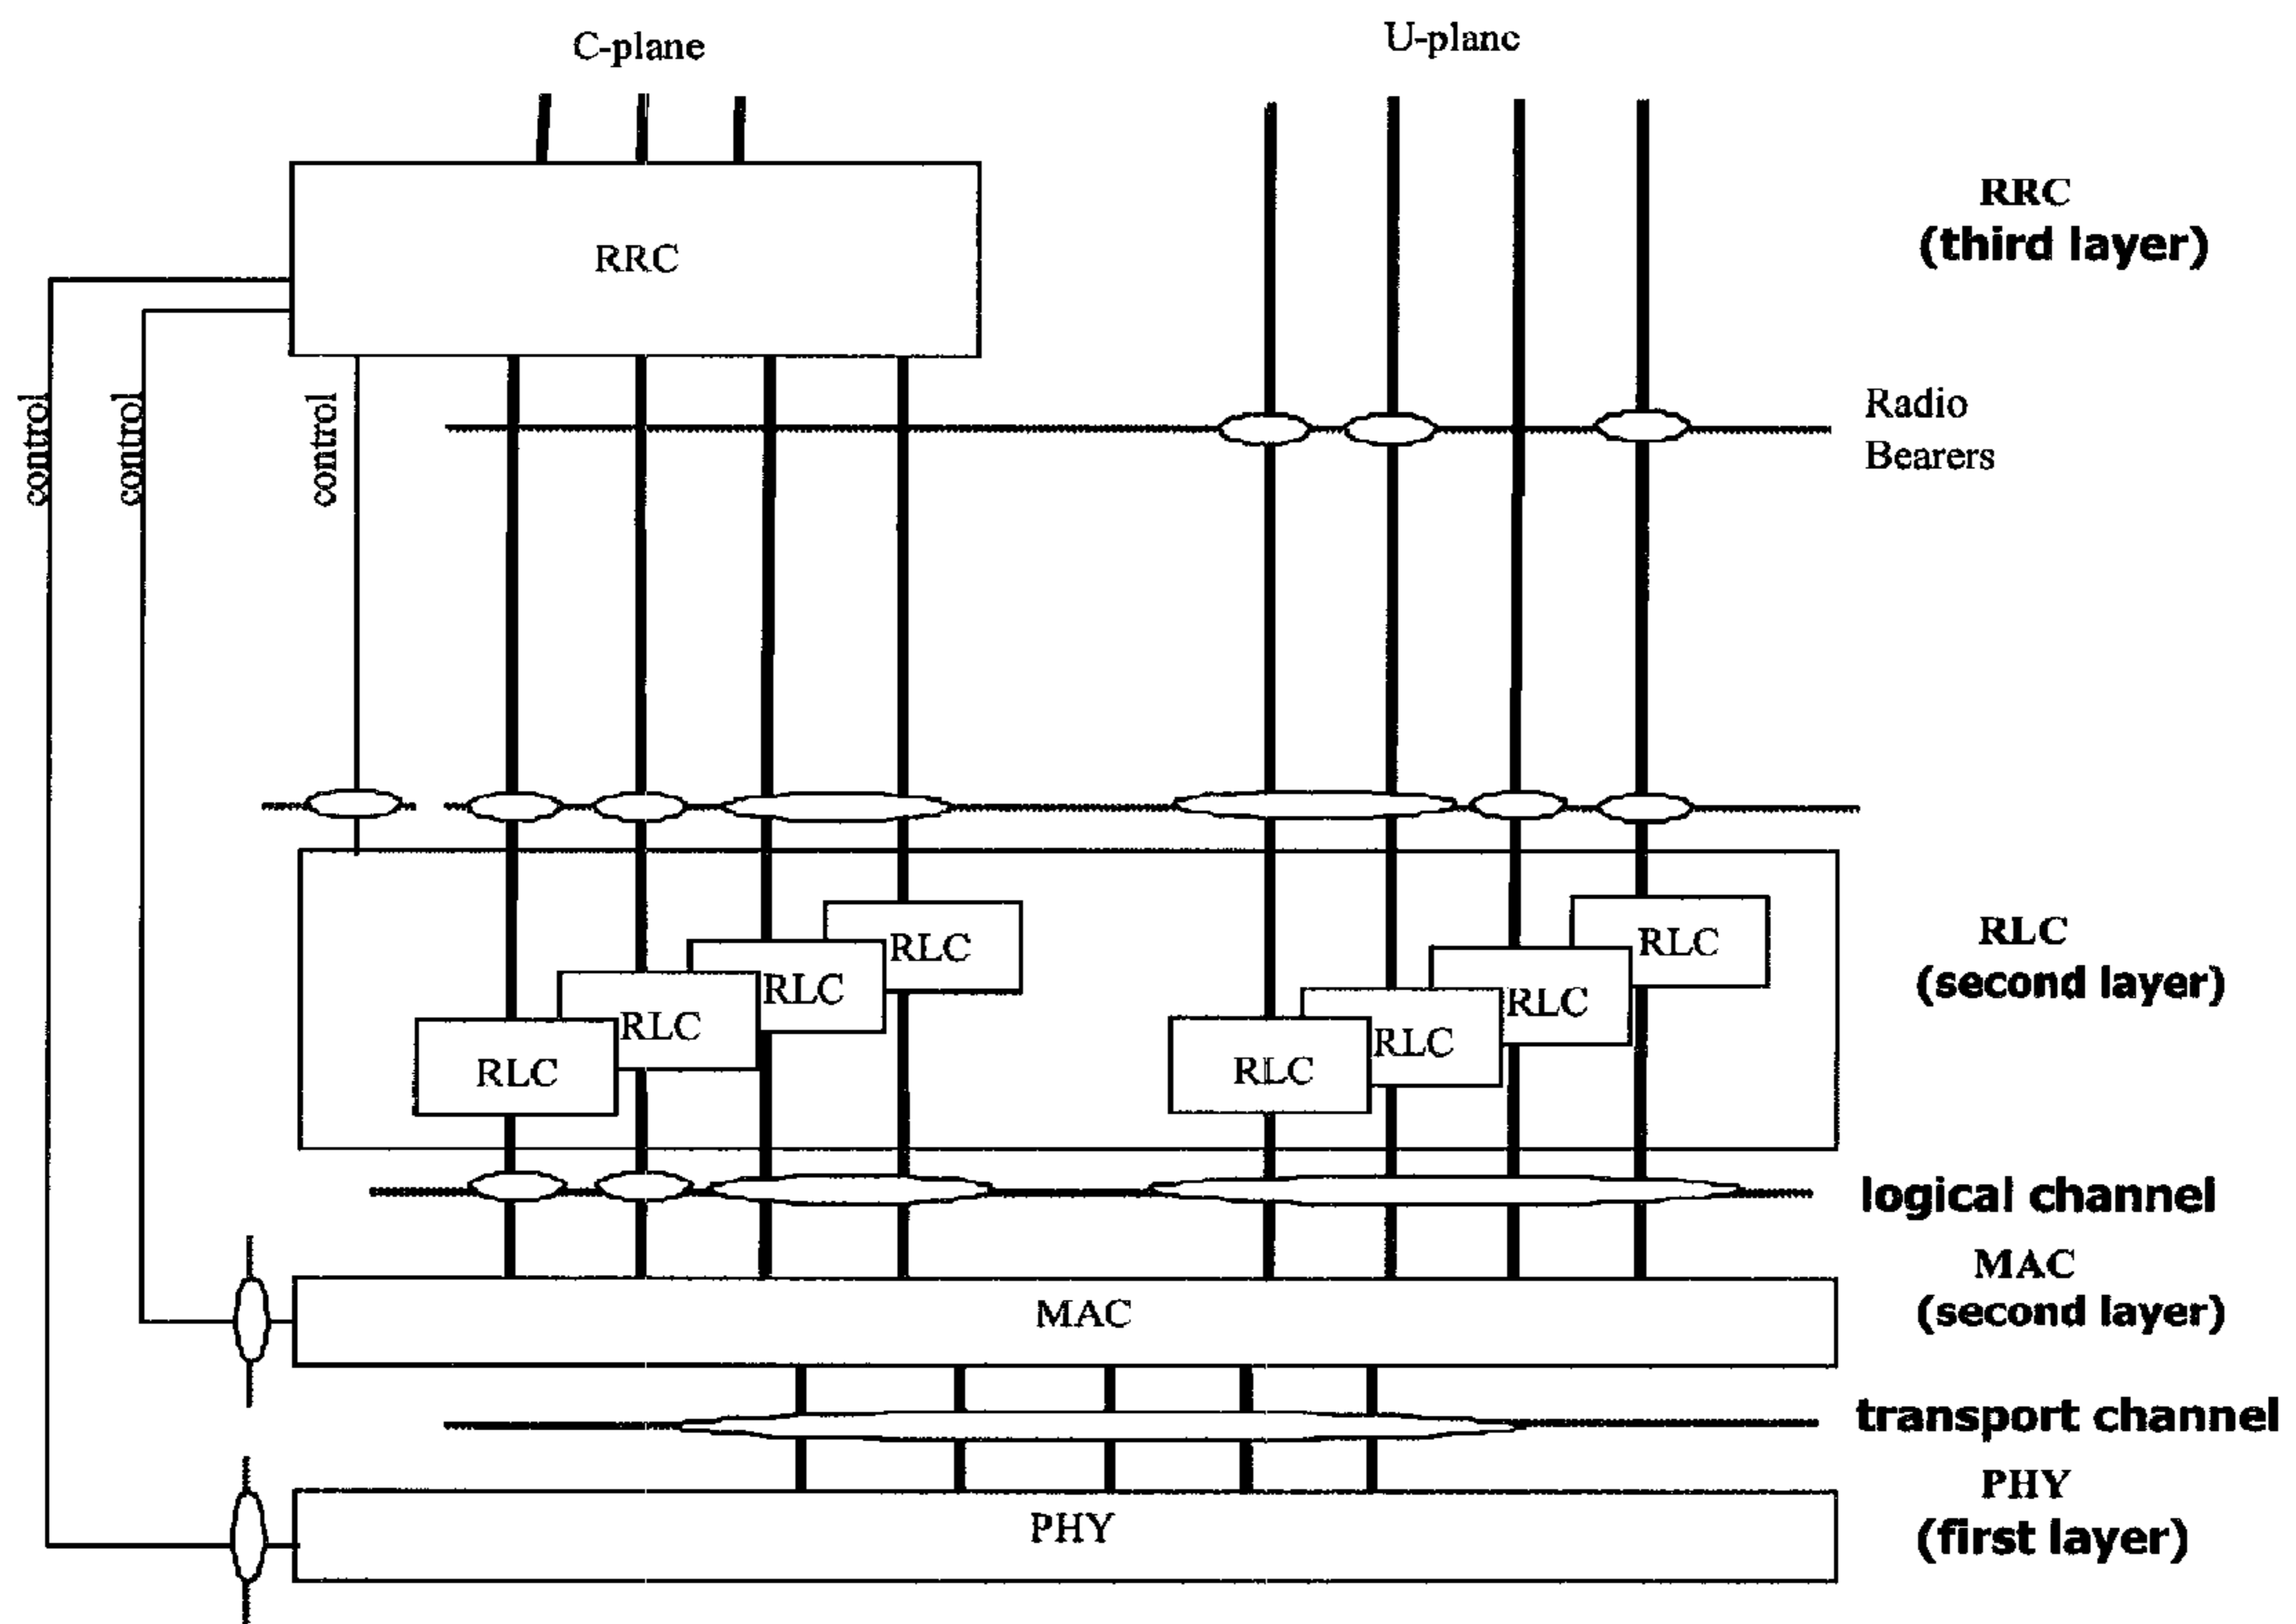 C-plane
U-plane
RRC
RRC
(third layer)
control
control
control
Radio
Bearers
RLC
RLC
RLC
RLC
RLC
RLC
RLC
RLC
RLC
(second layer)
logical channel
MAC
(second layer)
MAC
transport channel
PHY
(first layer)
PHY